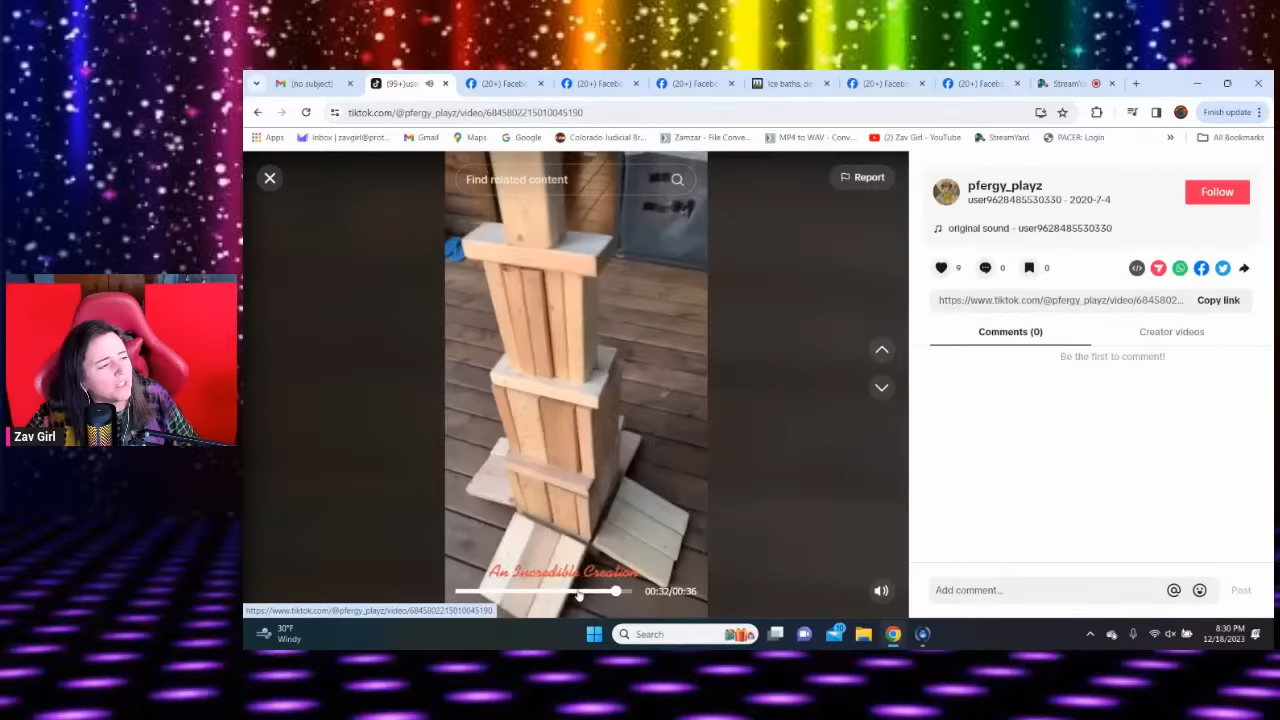 (no subject)
(99+)use
(20+) Facebo
(20+) Facebo
(20+) Facebo
Ice baths, de
(20+) Facebo
(20+) Facebo
StreamY
tiktok.com/@pfergy_playz/video/6845802215010045190
Finish update
Apps
Inbox | zavgirl@prot...
Gmail
Maps
Google
Colorado Judicial Br...
Zamzar - File Conve...
MP4 to WAV - Conv...
(2) Zav Girl - YouTube
StreamYard
PACER: Login
»
All Bookmarks
Find related content
Report
pfergy_playz
user9628485530330 · 2020-7-4
Follow
original sound - user9628485530330
9
0
0
https://www.tiktok.com/@pfergy_playz/video/6845802...
Copy link
Comments (0)
Creator videos
Be the first to comment!
Zav Girl
An Incredible Creation
00:32/00:36
Add comment...
Post
https://www.tiktok.com/@pfergy_playz/video/6845802215010045190
30°F
Windy
Search
8:30 PM
12/18/2023